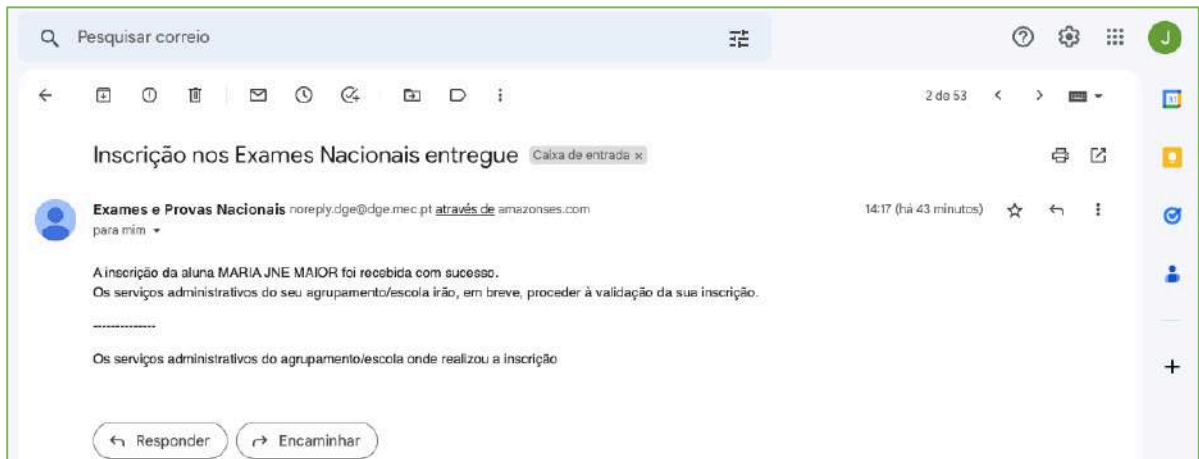 Pesquisar correio
J
2 de 53
Inscrição nos Exames Nacionais entregue Caixa de entrada x
31
Exames e Provas Nacionais noreply.dge@dge.mec.pt através de amazonses.com 14:17 (há 43 minutos)
para mim
A inscrição da aluna MARIA JNE MAIOR foi recebida com sucesso.
Os serviços administrativos do seu agrupamento/escola irão, em breve, proceder à validação da sua inscrição.
--------------
Os serviços administrativos do agrupamento/escola onde realizou a inscrição
Responder Encaminhar